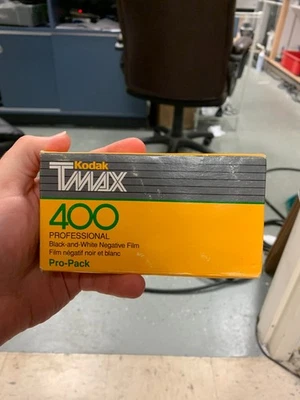 Kodak
TMAX
400
PROFESSIONAL
Black-and-White Negative Film
Film négatif noir et blanc
Pro-Pack